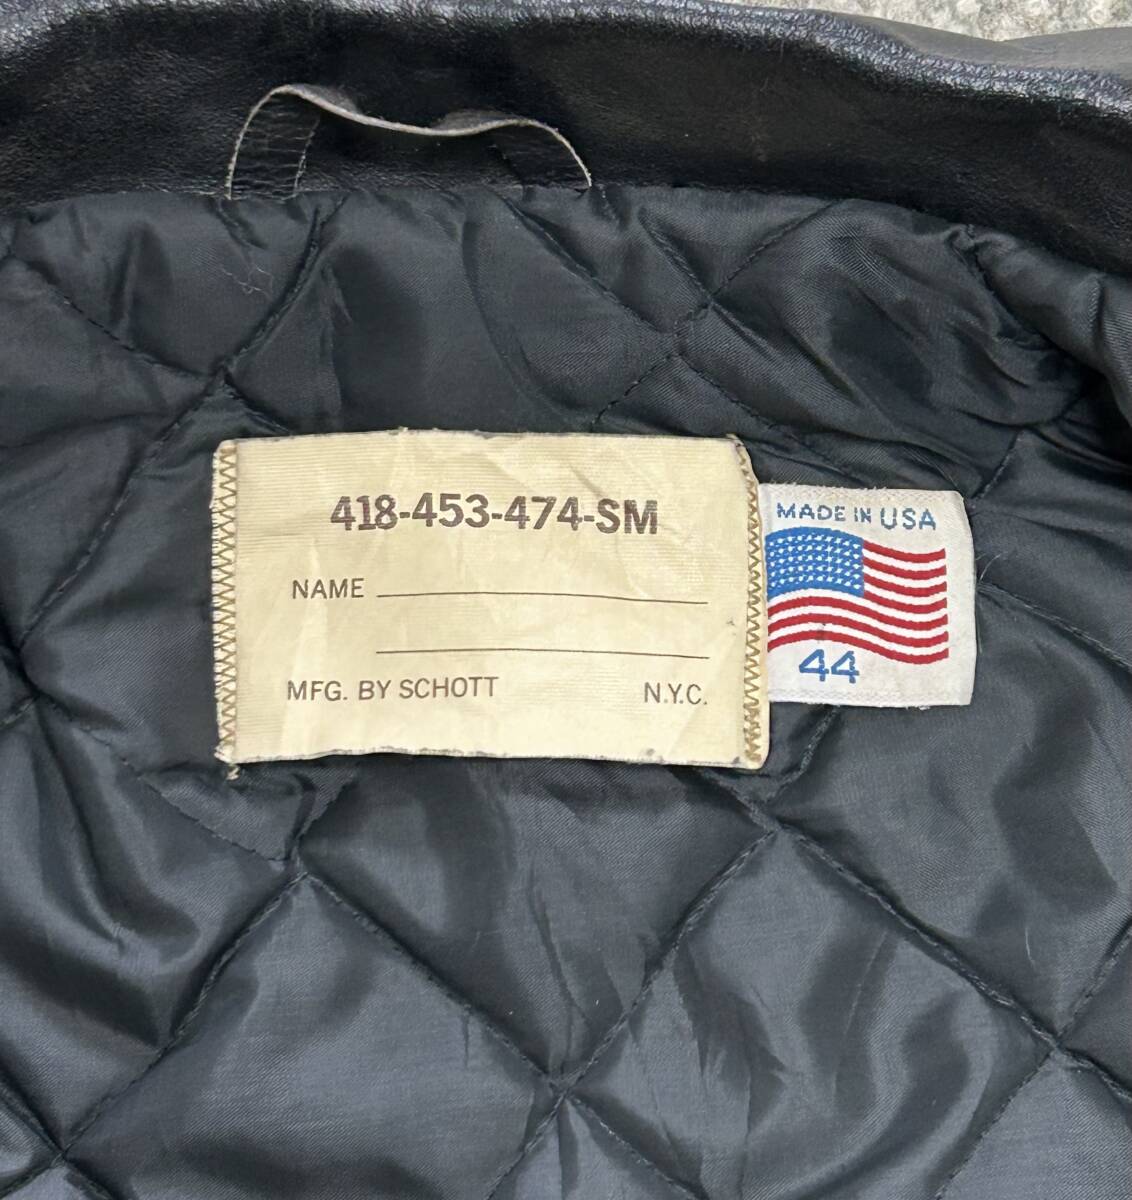 418-453-474-SM
NAME
MFG. BY SCHOTT N.Y.C.
MADE IN USA
44